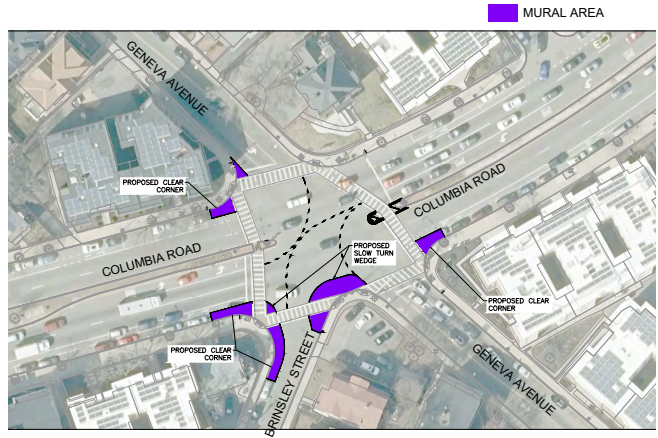 MURAL AREA
GENEVA AVENUE
PROPOSED CLEAR
CORNER
COLUMBIA ROAD
COLUMBIA ROAD
PROPOSED
SLOW TURN
WEDGE
PROPOSED CLEAR
CORNER
PROPOSED CLEAR
CORNER
BRINSLEY STREET
GENEVA AVENUE